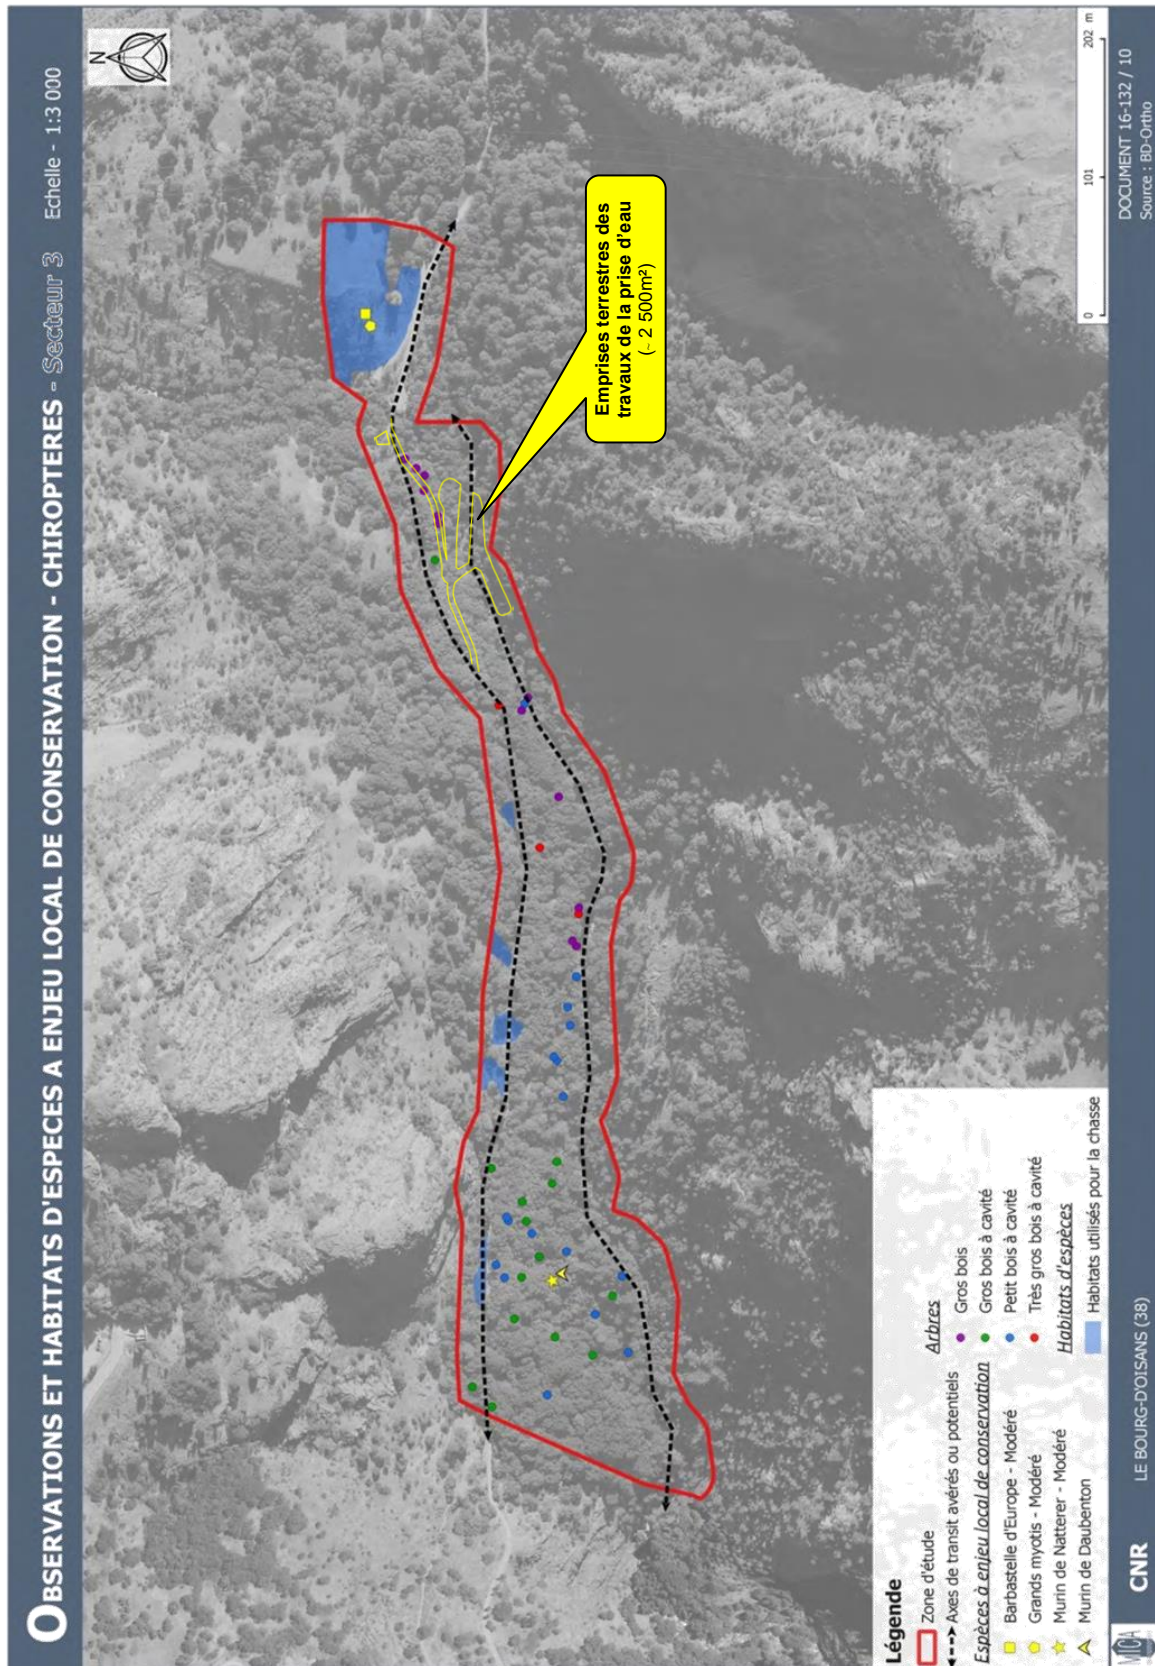 OBSERVATIONS ET HABITATS D'ESPECES A ENJEU LOCAL DE CONSERVATION - CHIROPTERES - Secteur 3 Echelle - 1:3 000
N
Emprises terrestres des
travaux de la prise d'eau
(~ 2 500m²)
Légende
Zone d'étude
Axes de transit avérés ou potentiels
Espèces à enjeu local de conservation
Barbastelle d'Europe - Modéré
Grands myotis - Modéré
Murin de Natterer - Modéré
Murin de Daubenton
Arbres
Gros bois
Gros bois à cavité
Petit bois à cavité
Très gros bois à cavité
Habitats d'espèces
Habitats utilisés pour la chasse
0 101 202 m
MICA
CNR
LE BOURG-D'OISANS (38)
DOCUMENT 16-132 / 10
Source : BD-Ortho